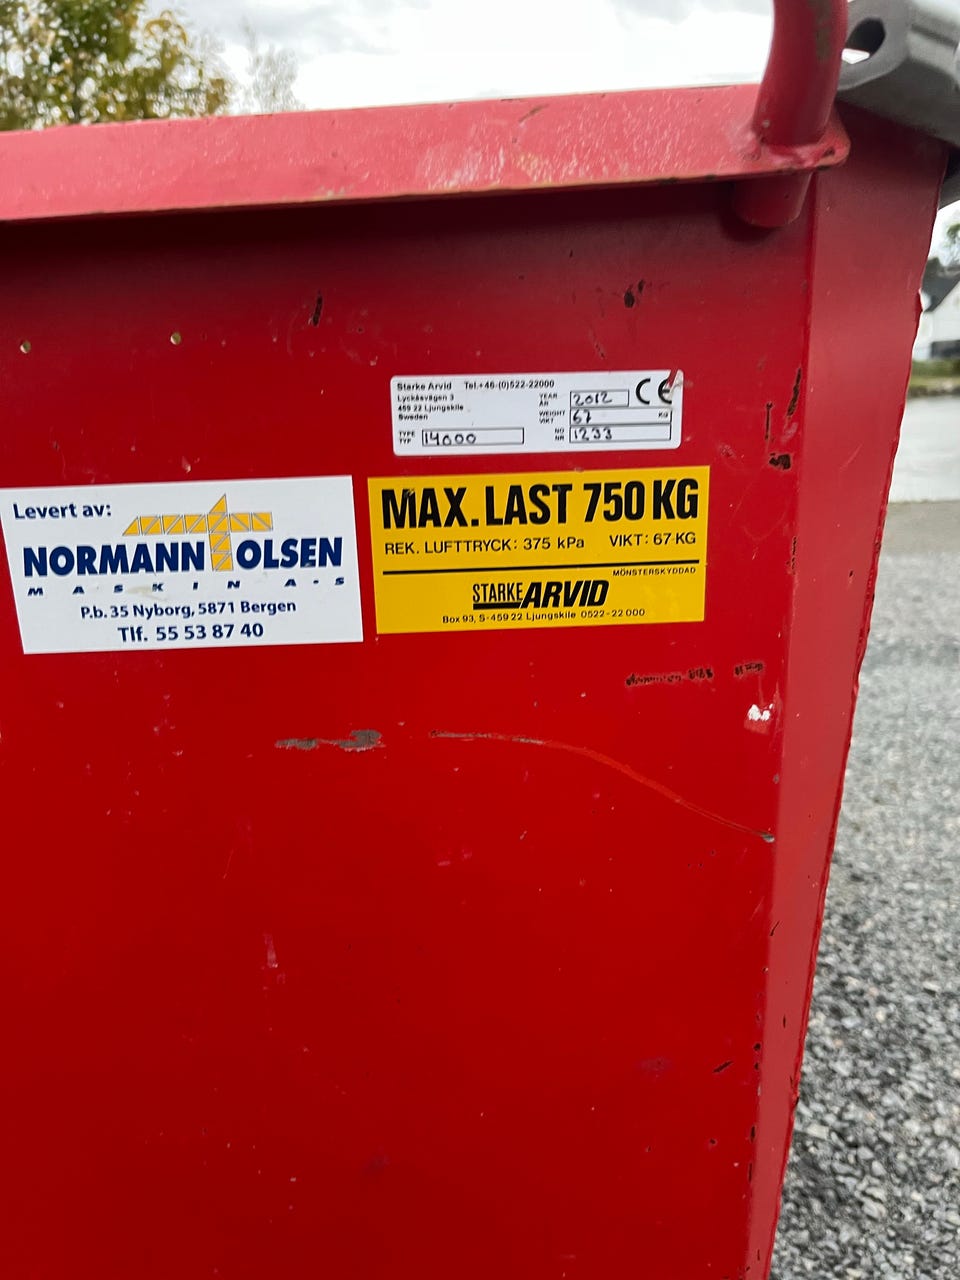 Starke Arvid Tel.+46-(0)522-22000
Lyckåsvägen 3
459 22 Ljungskile
Sweden
TYPE
TYP 14000
YEAR
ÅR 2012
WEIGHT
VIKT 67 KG
NO
NR 1233
CE
Levert av:
NORMANN OLSEN
MASKIN A·S
P.b. 35 Nyborg, 5871 Bergen
Tlf. 55 53 87 40
MAX. LAST 750 KG
REK. LUFTTRYCK: 375 kPa VIKT: 67 KG
MÖNSTERSKYDDAD
STARKE ARVID
Box 93, S-459 22 Ljungskile 0522-22 000